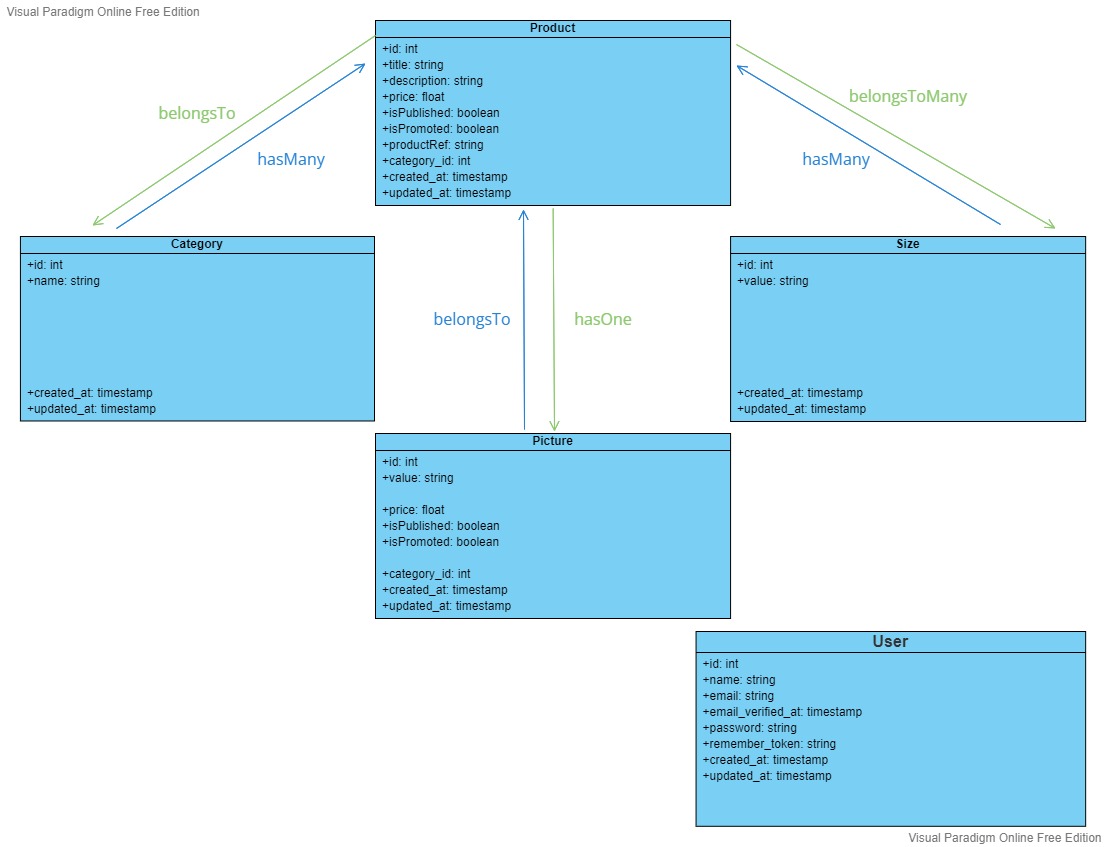 Visual Paradigm Online Free Edition
Product
+id: int
+title: string
+description: string
+price: float
+isPublished: boolean
+isPromoted: boolean
+productRef: string
+category_id: int
+created_at: timestamp
+updated_at: timestamp
belongsTo
hasMany
belongsToMany
hasMany
Category
+id: int
+name: string
+created_at: timestamp
+updated_at: timestamp
belongsTo
hasOne
Size
+id: int
+value: string
+created_at: timestamp
+updated_at: timestamp
Picture
+id: int
+value: string
+price: float
+isPublished: boolean
+isPromoted: boolean
+category_id: int
+created_at: timestamp
+updated_at: timestamp
User
+id: int
+name: string
+email: string
+email_verified_at: timestamp
+password: string
+remember_token: string
+created_at: timestamp
+updated_at: timestamp
Visual Paradigm Online Free Edition